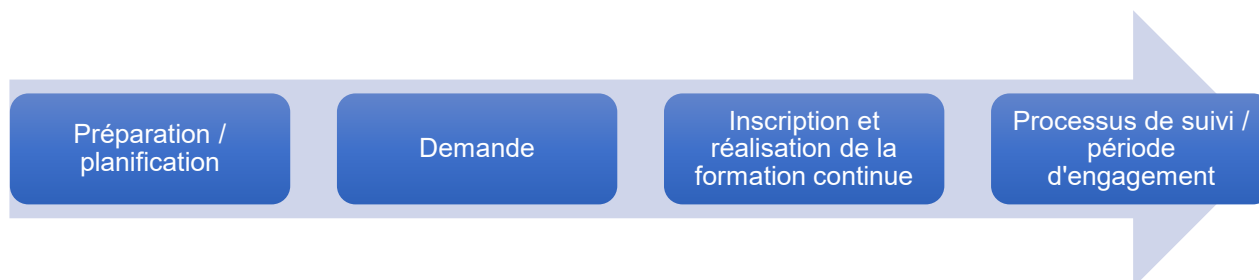 Préparation /
planification
Demande
Inscription et
réalisation de la
formation continue
Processus de suivi /
période
d'engagement